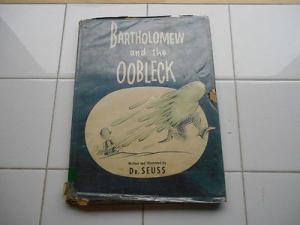 BARTHOLOMEW
and the
OOBLECK
Written and Illustrated by
DR. SEUSS